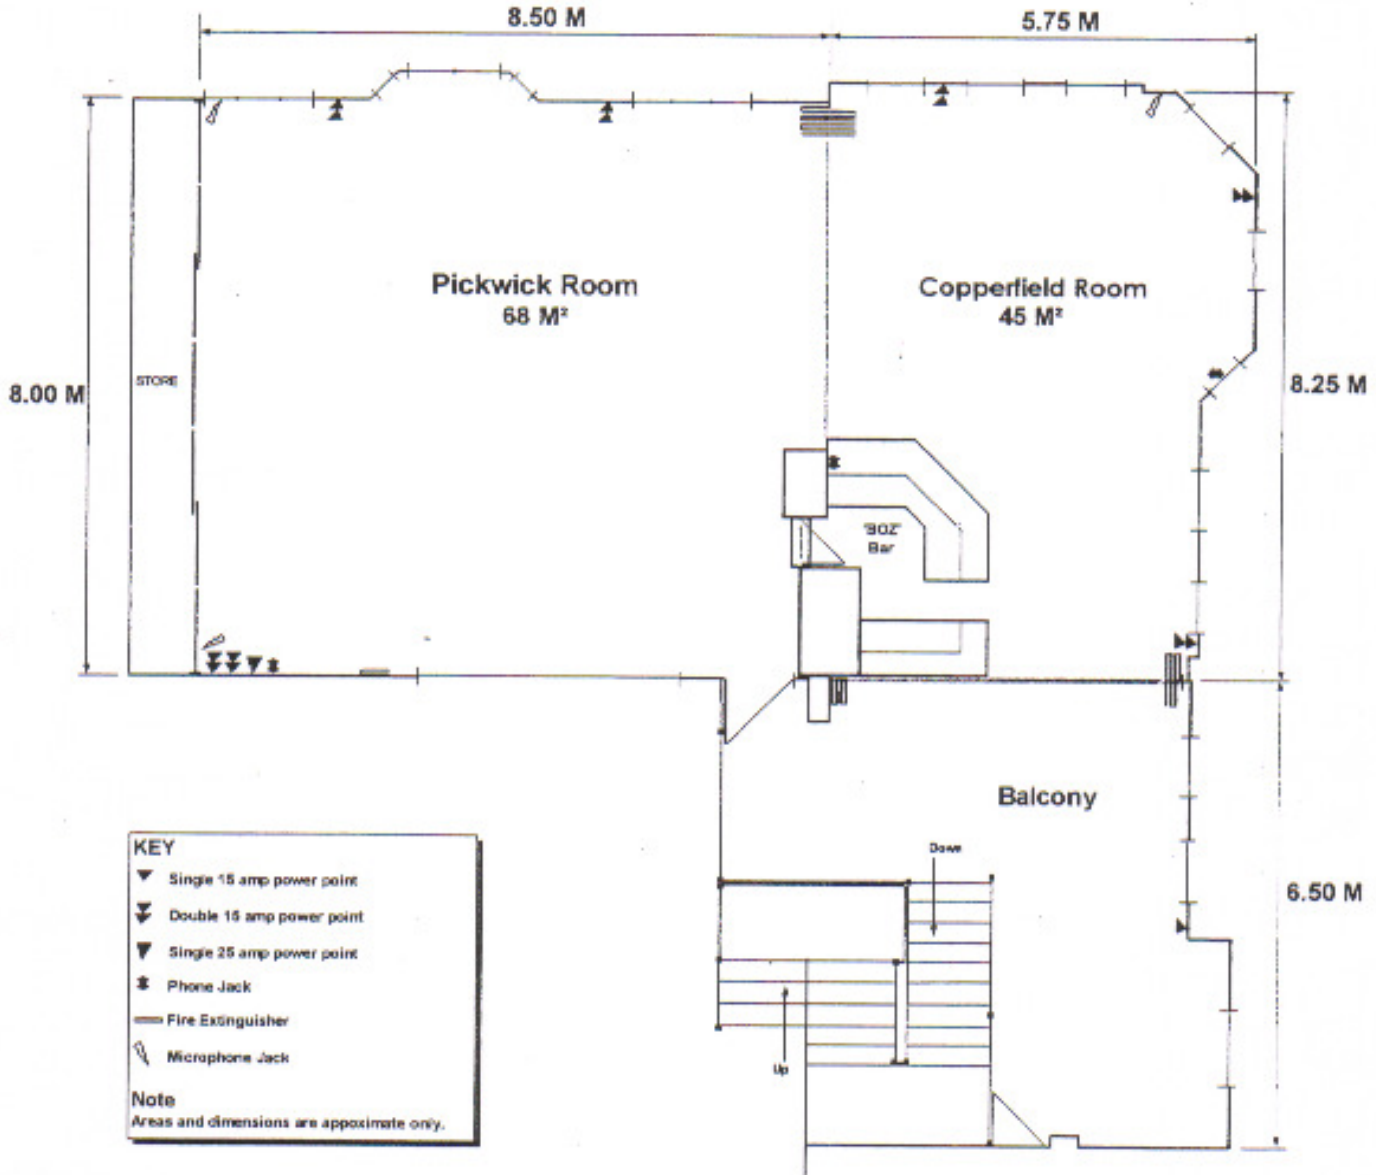 8.50 M
5.75 M
Pickwick Room
68 M²
Copperfield Room
45 M²
STORE
8.00 M
8.25 M
"BOZ"
Bar
Balcony
Down
6.50 M
Up
KEY
Single 15 amp power point
Double 15 amp power point
Single 25 amp power point
Phone Jack
Fire Extinguisher
Microphone Jack
Note
Areas and dimensions are appoximate only.